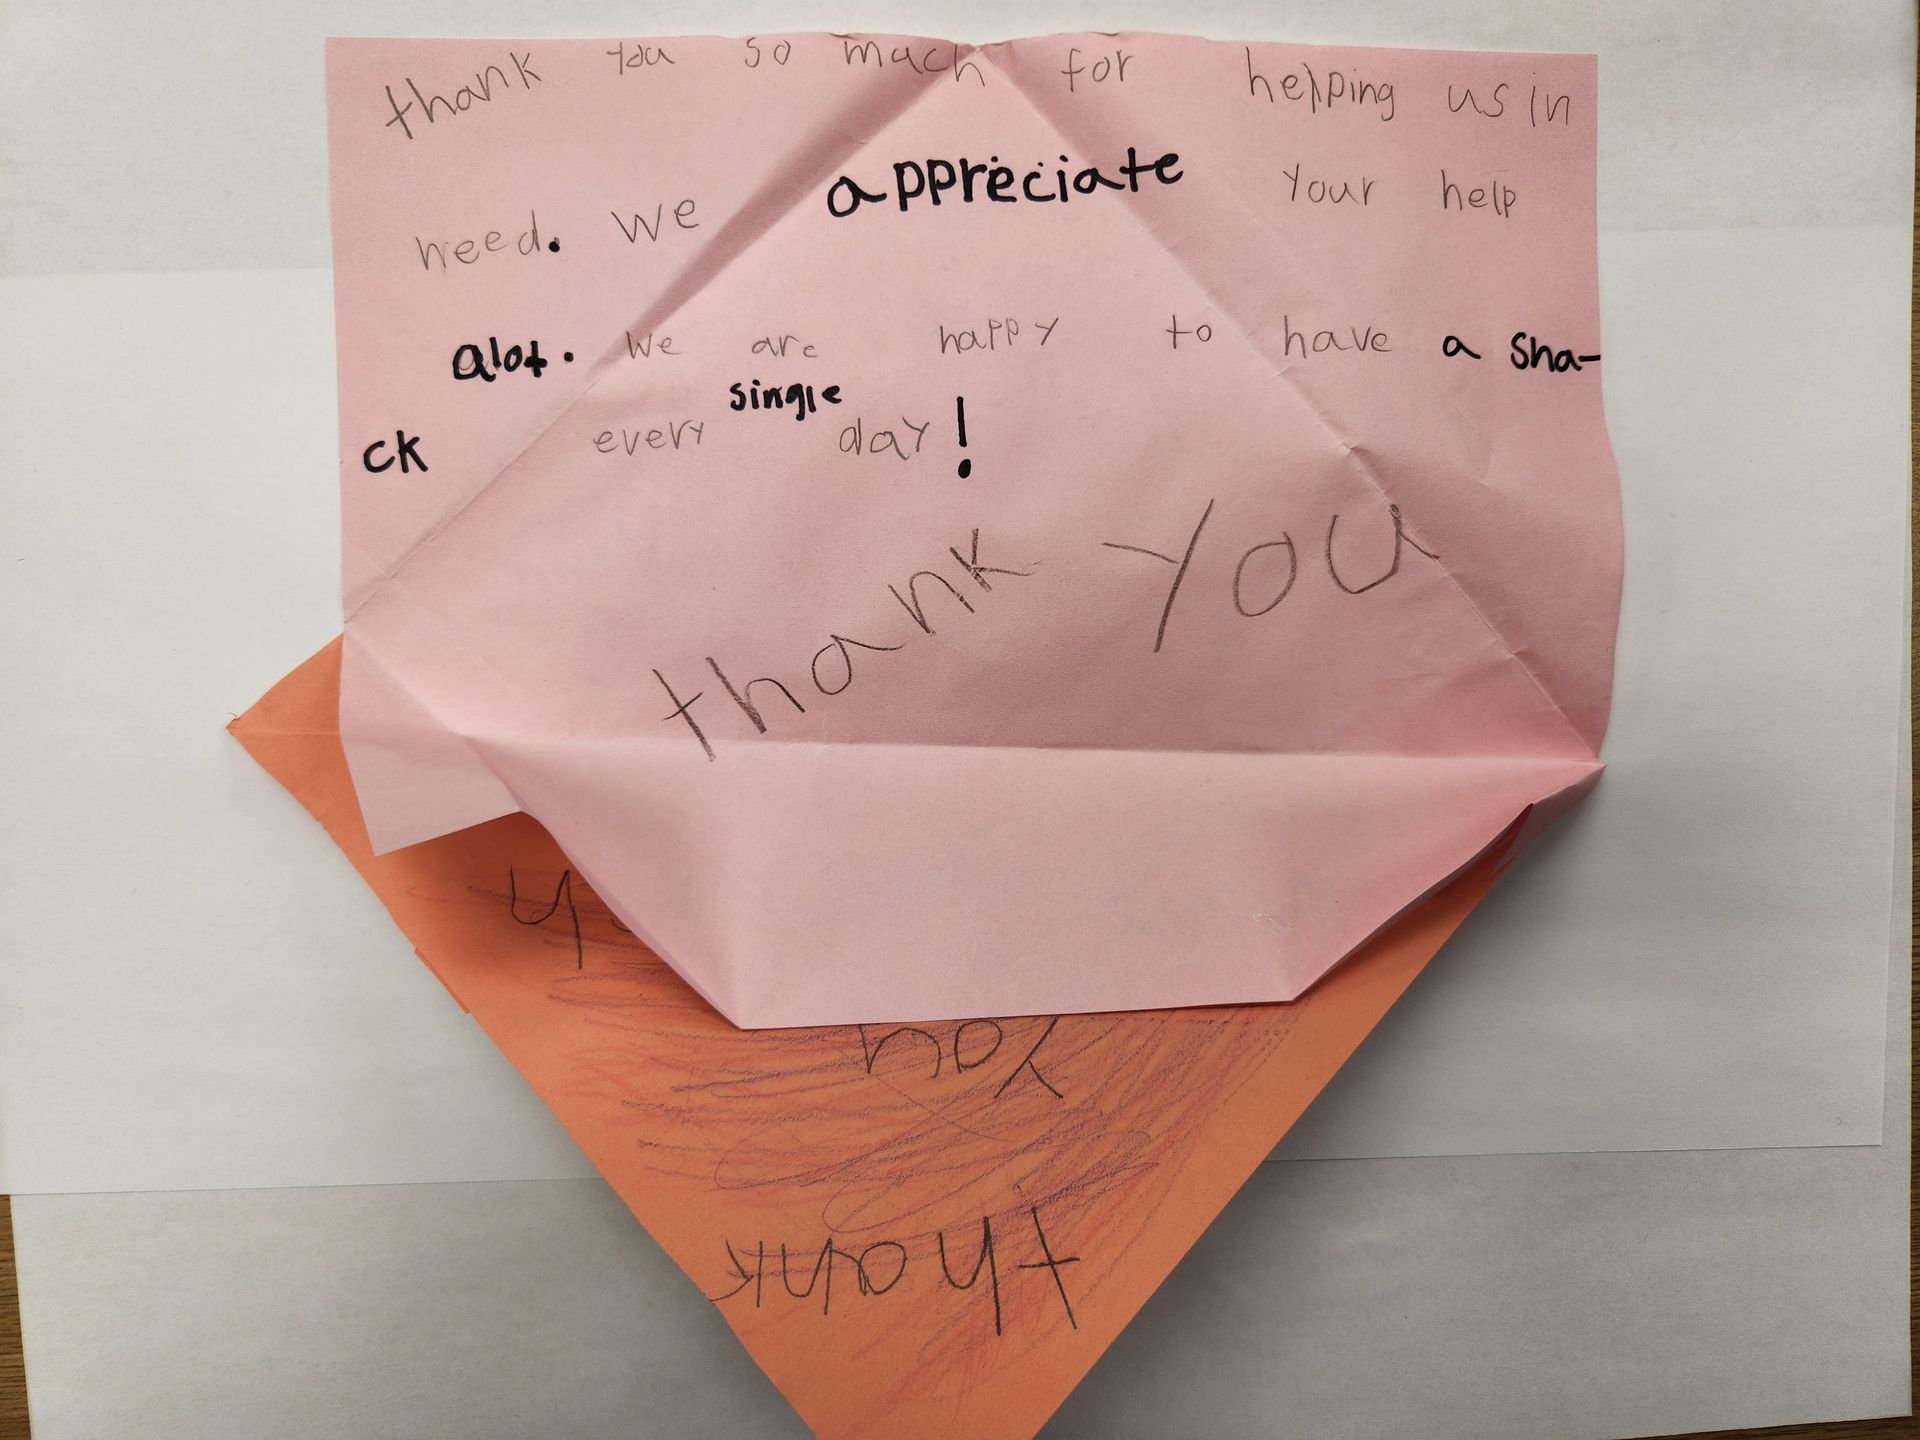 thank you so much for helping us in
need. We appreciate your help
alot. We are happy to have a sha-
ck every single day!
thank you
you
thank